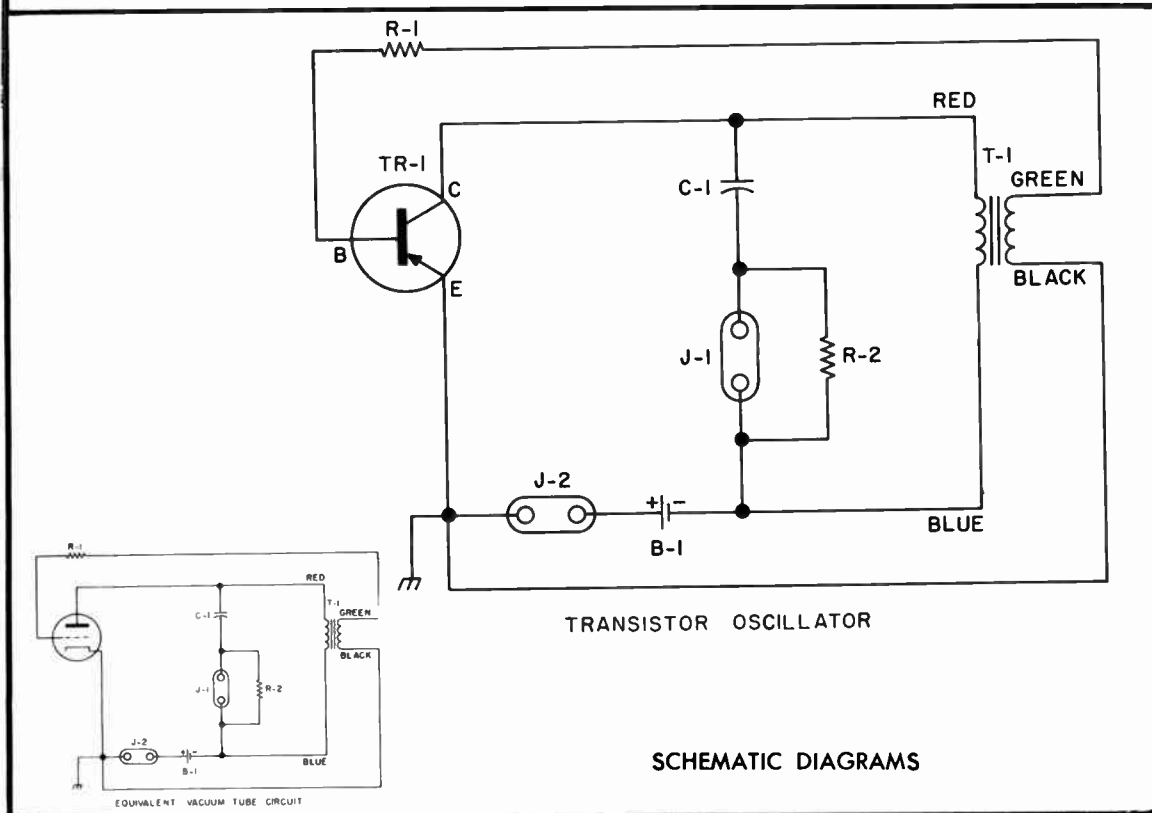 R-1
RED
T-1
TR-1
C
C-1
GREEN
B
E
BLACK
J-1
R-2
J-2
+ -
B-1
BLUE
TRANSISTOR OSCILLATOR
R-1
RED
T-1
C-1
GREEN
BLACK
J-1
R-2
J-2
+ -
B-1
BLUE
EQUIVALENT VACUUM TUBE CIRCUIT
SCHEMATIC DIAGRAMS